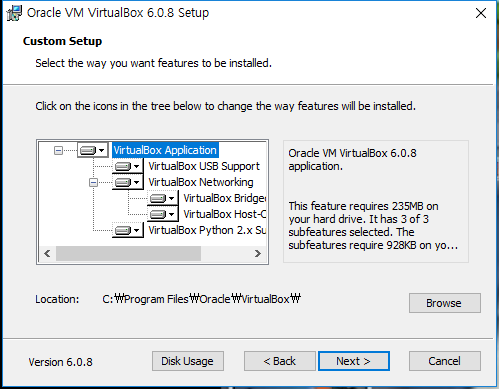 Oracle VM VirtualBox 6.0.8 Setup
Custom Setup
Select the way you want features to be installed.
Click on the icons in the tree below to change the way features will be installed.
VirtualBox Application
VirtualBox USB Support
VirtualBox Networking
VirtualBox Bridge
VirtualBox Host-C
VirtualBox Python 2.x Su
Oracle VM VirtualBox 6.0.8
application.
This feature requires 235MB on
your hard drive. It has 3 of 3
subfeatures selected. The
subfeatures require 928KB on yo...
Location: C:₩Program Files₩Oracle₩VirtualBox₩
Browse
Version 6.0.8
Disk Usage
< Back
Next >
Cancel